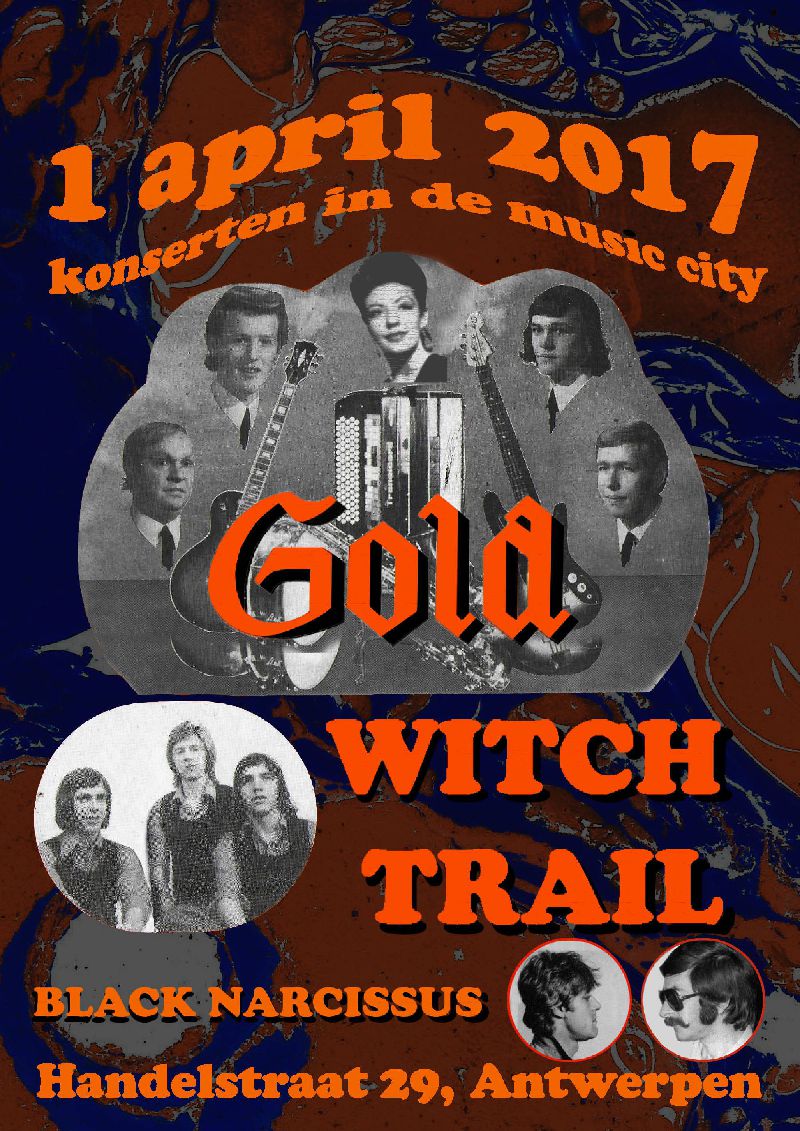 1 april 2017
konserten in de music city
Gold
WITCH
TRAIL
BLACK NARCISSUS
Handelstraat 29, Antwerpen